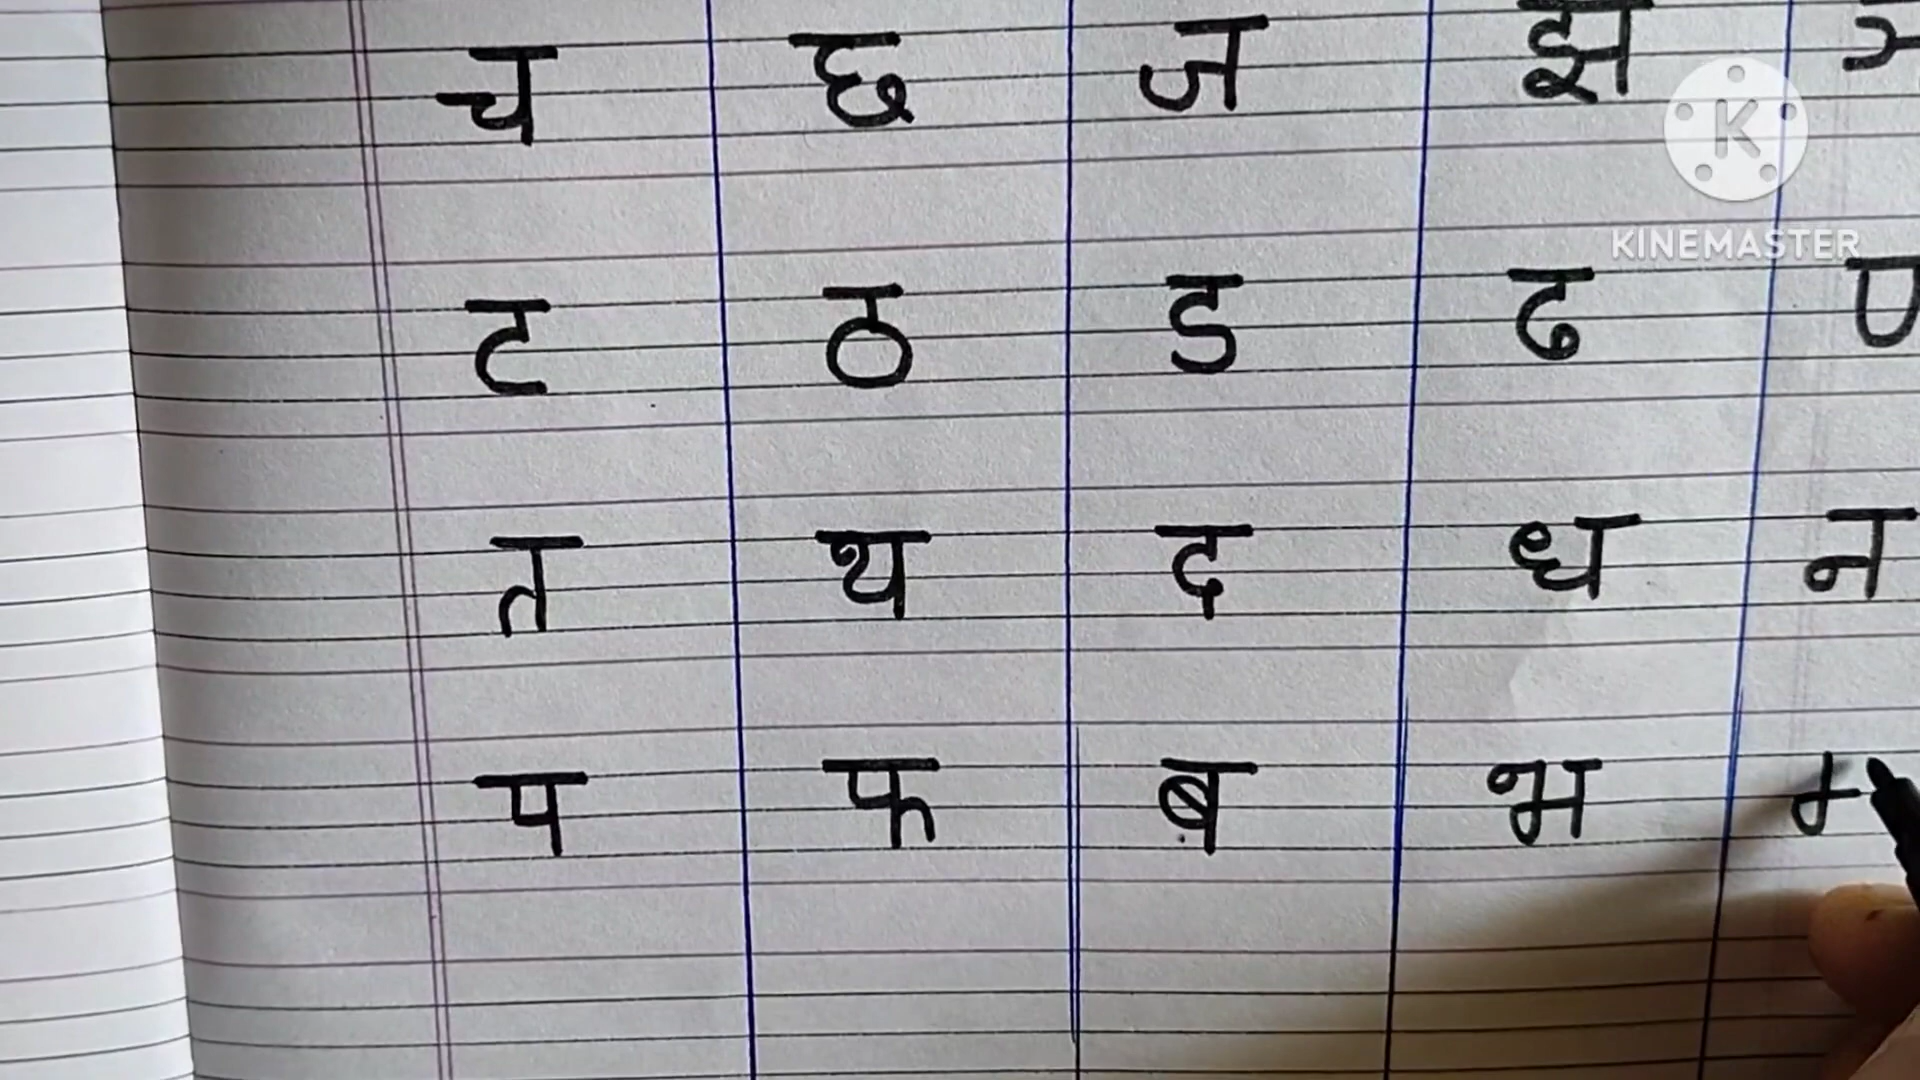 च छ ज झ
KINEMASTER
ट ठ ड ढ
त थ द ध न
प फ ब भ